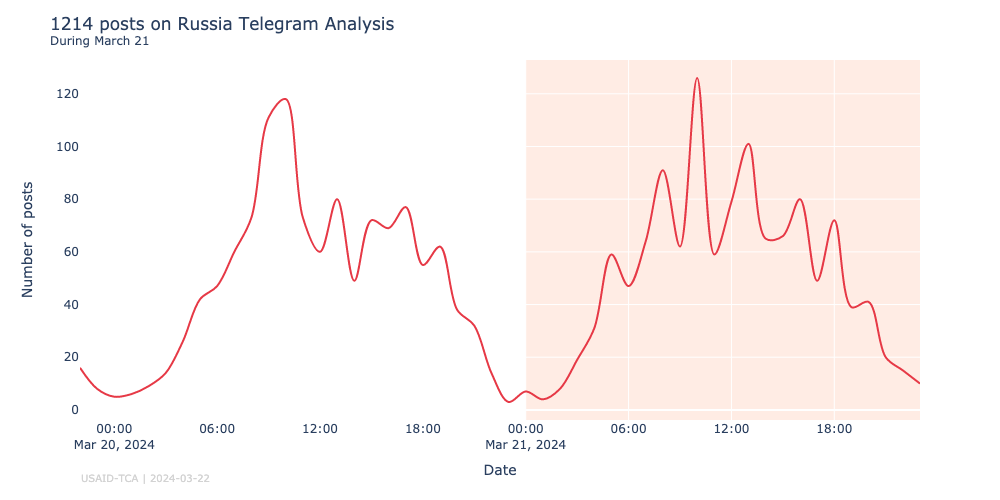 1214 posts on Russia Telegram Analysis
During March 21
120
100
80
60
40
20
0
Number of posts
00:00 06:00 12:00 18:00 00:00 06:00 12:00 18:00
Mar 20, 2024 Mar 21, 2024
Date
USAID-TCA | 2024-03-22